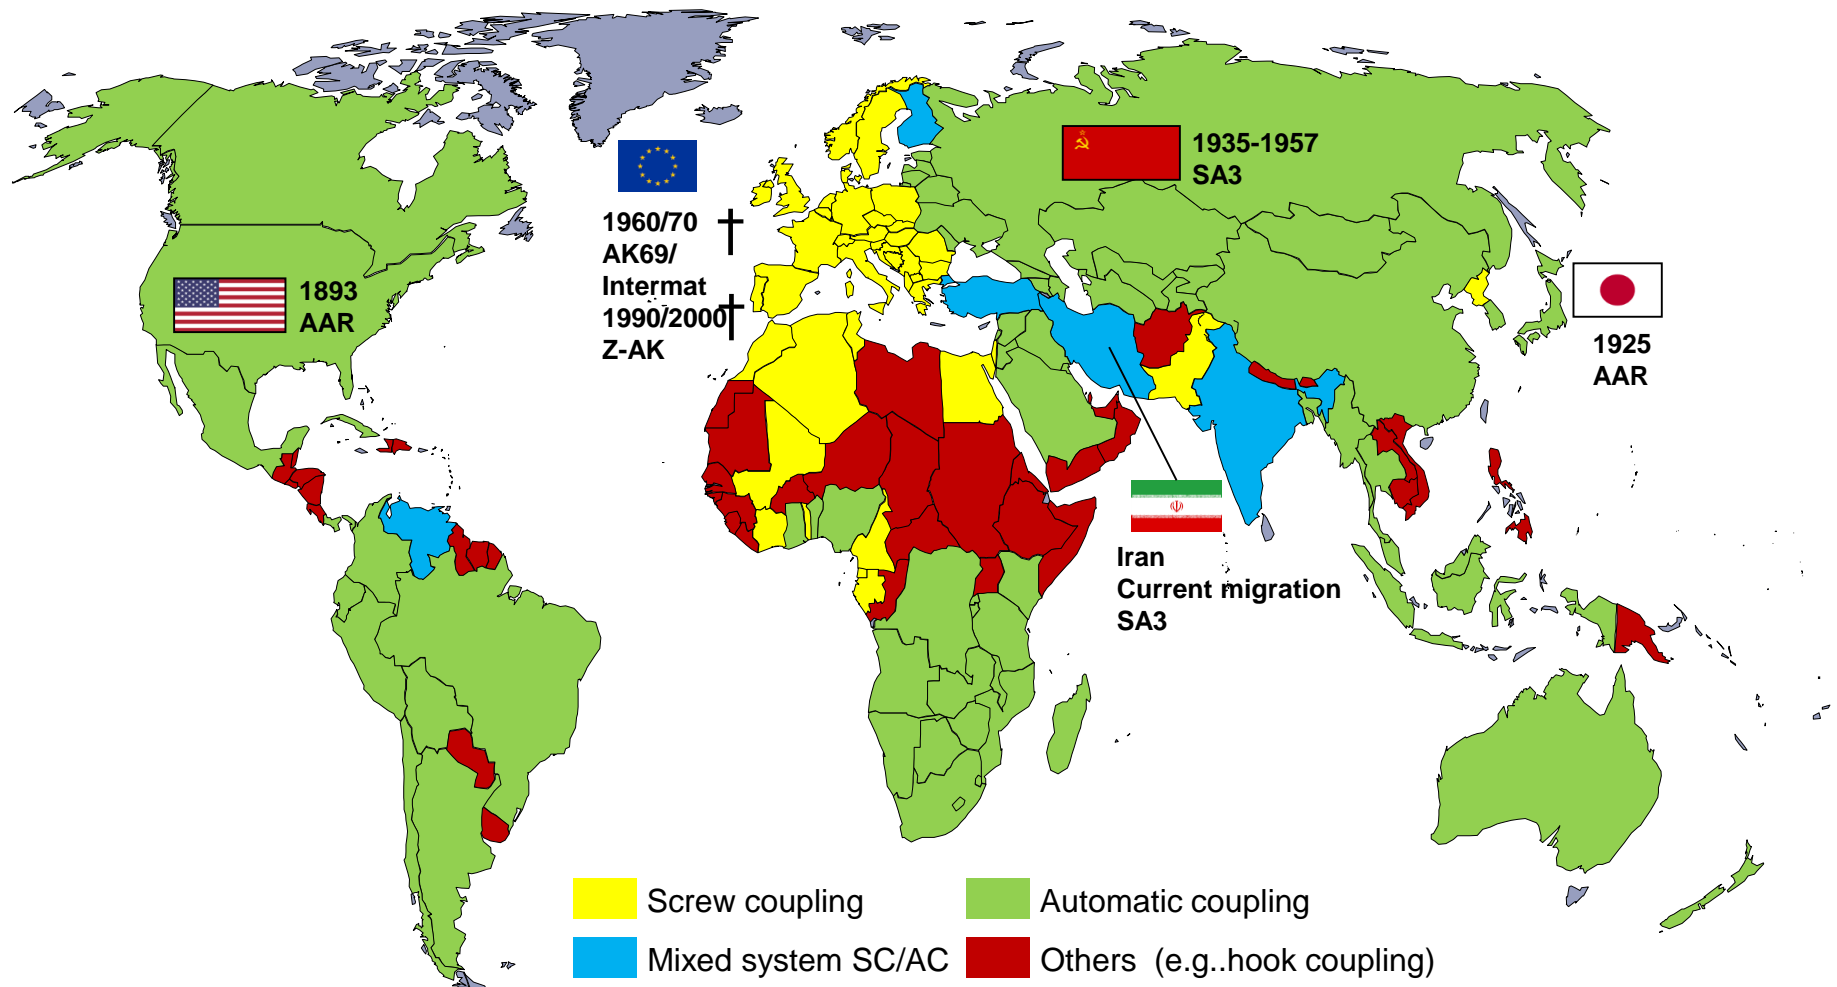 1935-1957
SA3
1960/70
AK69/
Intermat
1990/2000
Z-AK
1893
AAR
1925
AAR
Iran
Current migration
SA3
Screw coupling
Automatic coupling
Mixed system SC/AC
Others (e.g..hook coupling)